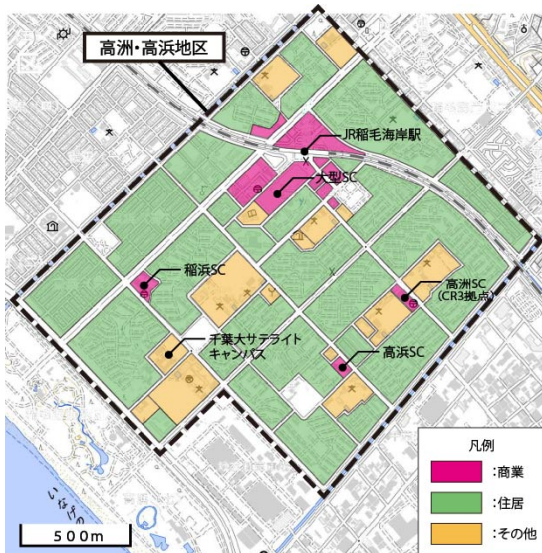 高洲・高浜地区
JR稲毛海岸駅
大型SC
稲浜SC
高洲SC
(CR3拠点)
千葉大サテライト
キャンパス
高浜SC
いなげの
500m
凡例
:商業
:住居
:その他